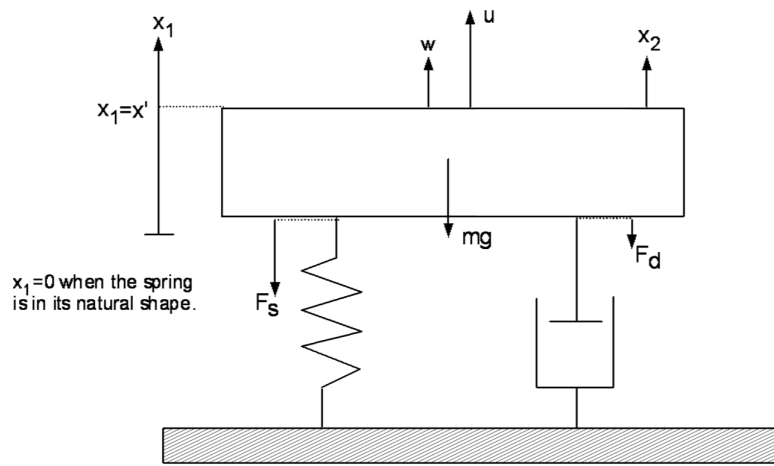 x1
w
u
x2
x1=x'
mg
Fs
Fd
x1=0 when the spring
is in its natural shape.